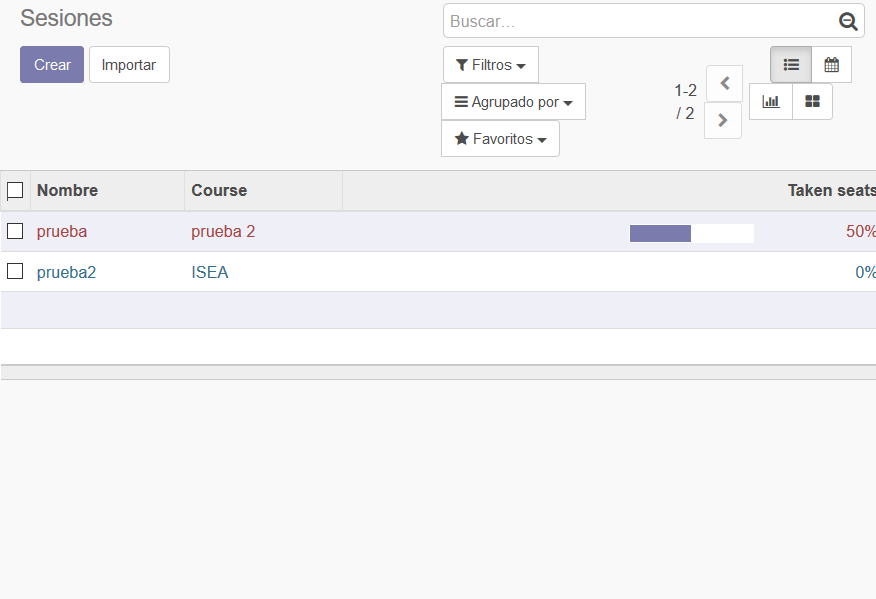 Sesiones
Buscar...
Crear Importar
Filtros
Agrupado por
Favoritos
1-2
/ 2
Nombre Course Taken seats
prueba prueba 2 50%
prueba2 ISEA 0%